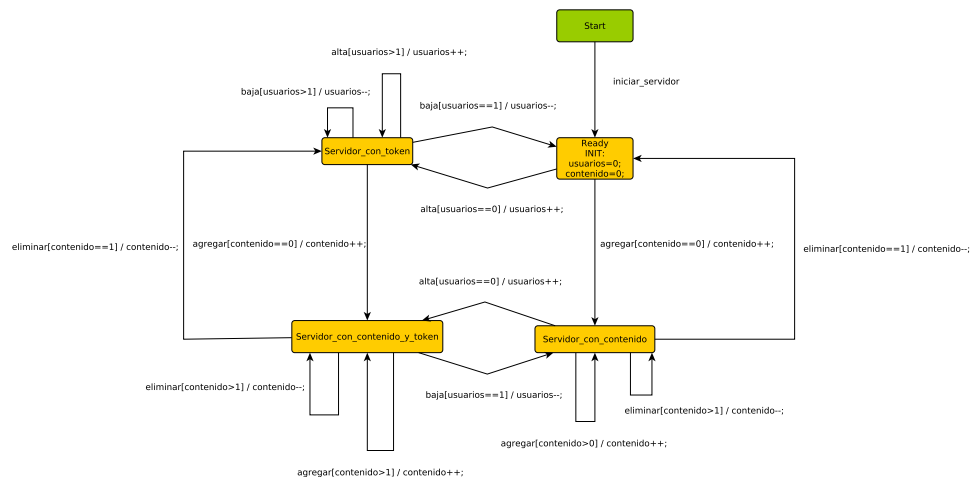 Start
alta[usuarios>1] / usuarios++;
iniciar_servidor
baja[usuarios>1] / usuarios--;
baja[usuarios==1] / usuarios--;
Servidor_con_token
Ready
INIT:
usuarios=0;
contenido=0;
alta[usuarios==0] / usuarios++;
eliminar[contenido==1] / contenido--;
agregar[contenido==0] / contenido++;
agregar[contenido==0] / contenido++;
eliminar[contenido==1] / contenido--;
alta[usuarios==0] / usuarios++;
Servidor_con_contenido_y_token
Servidor_con_contenido
eliminar[contenido>1] / contenido--;
baja[usuarios==1] / usuarios--;
eliminar[contenido>1] / contenido--;
agregar[contenido>0] / contenido++;
agregar[contenido>1] / contenido++;